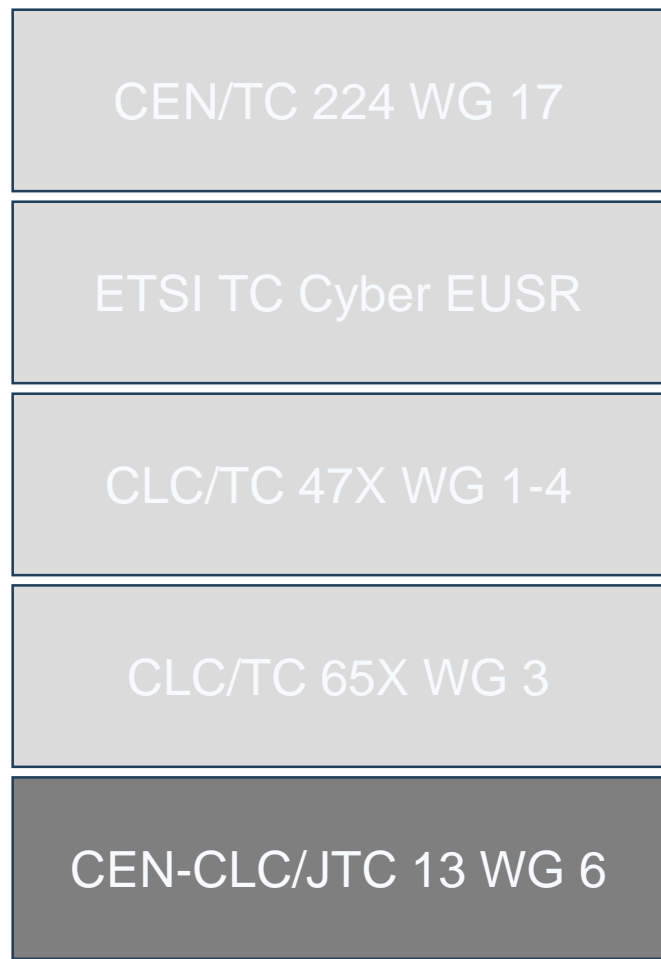 CEN/TC 224 WG 17
ETSI TC Cyber EUSR
CLC/TC 47X WG 1-4
CLC/TC 65X WG 3
CEN-CLC/JTC 13 WG 6